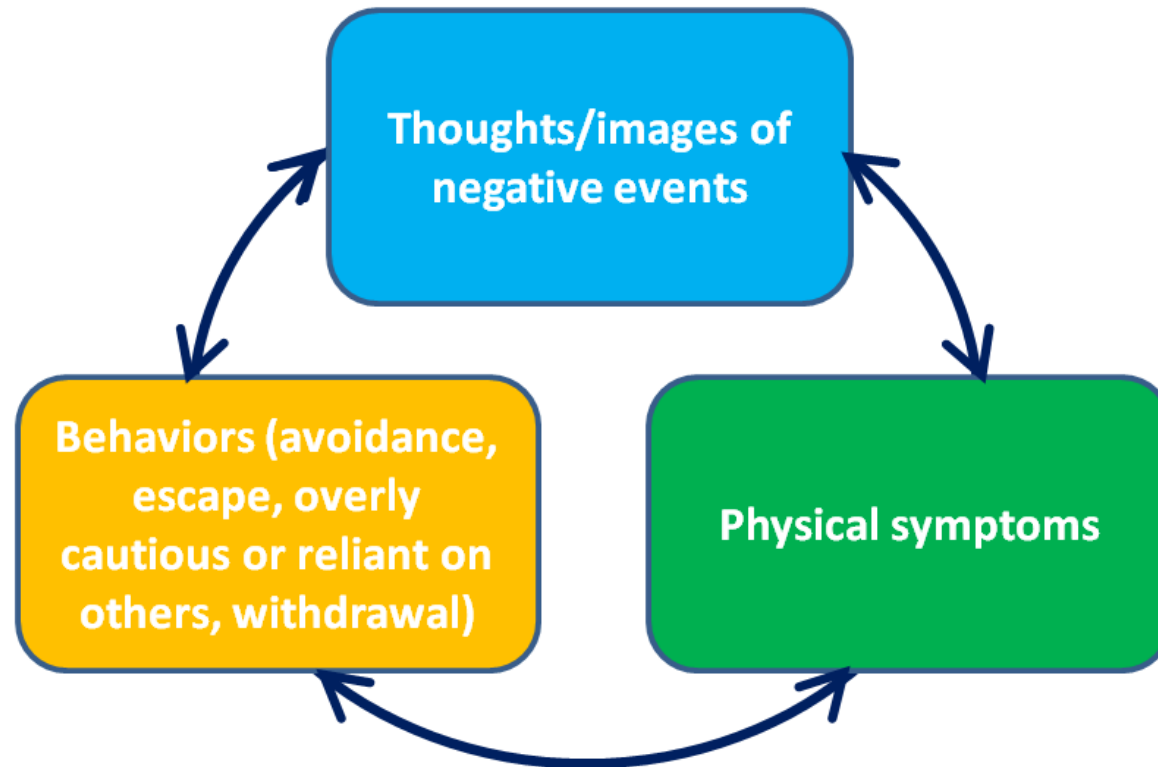 Thoughts/images of
negative events
Behaviors (avoidance,
escape, overly
cautious or reliant on
others, withdrawal)
Physical symptoms